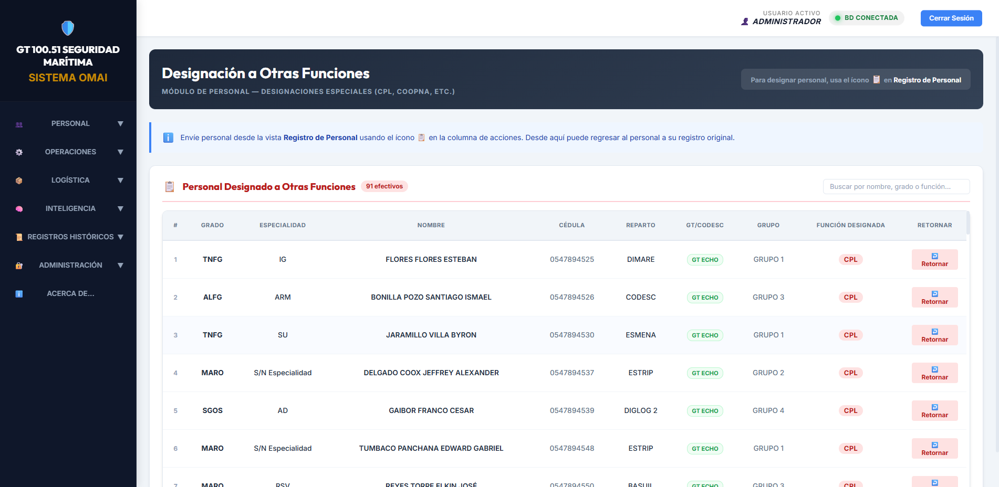 GT 100.51 SEGURIDAD
MARÍTIMA
SISTEMA OMAI
PERSONAL
OPERACIONES
LOGÍSTICA
INTELIGENCIA
REGISTROS HISTÓRICOS
ADMINISTRACIÓN
ACERCA DE...
USUARIO ACTIVO
ADMINISTRADOR
BD CONECTADA
Cerrar Sesión
Designación a Otras Funciones
MÓDULO DE PERSONAL — DESIGNACIONES ESPECIALES (CPL, COOPNA, ETC.)
Para designar personal, usa el ícono en Registro de Personal
Envíe personal desde la vista Registro de Personal usando el ícono en la columna de acciones. Desde aquí puede regresar al personal a su registro original.
Personal Designado a Otras Funciones 91 efectivos
Buscar por nombre, grado o función...
# GRADO ESPECIALIDAD NOMBRE CÉDULA REPARTO GT/CODESC GRUPO FUNCIÓN DESIGNADA RETORNAR
1 TNFG IG FLORES FLORES ESTEBAN 0547894525 DIMARE GT ECHO GRUPO 1 CPL Retornar
2 ALFG ARM BONILLA POZO SANTIAGO ISMAEL 0547894526 CODESC GT ECHO GRUPO 3 CPL Retornar
3 TNFG SU JARAMILLO VILLA BYRON 0547894530 ESMENA GT ECHO GRUPO 1 CPL Retornar
4 MARO S/N Especialidad DELGADO COOX JEFFREY ALEXANDER 0547894537 ESTRIP GT ECHO GRUPO 2 CPL Retornar
5 SGOS AD GAIBOR FRANCO CESAR 0547894539 DIGLOG 2 GT ECHO GRUPO 4 CPL Retornar
6 MARO S/N Especialidad TUMBACO PANCHANA EDWARD GABRIEL 0547894548 ESTRIP GT ECHO GRUPO 1 CPL Retornar
7 MARO RSV REYES TORRE ELKIN JOSÉ 0547894550 BASUIL GT ECHO GRUPO 3 CPL